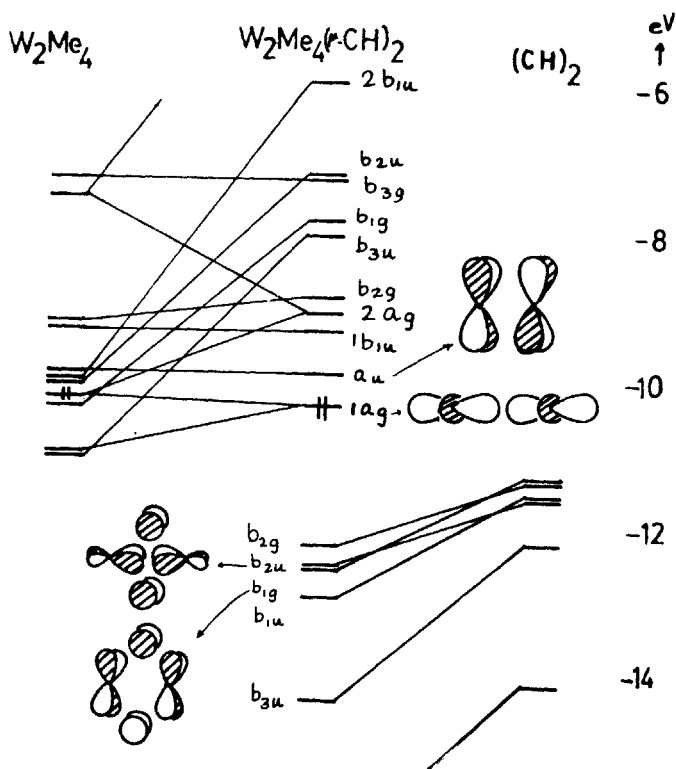 W₂Me₄
W₂Me₄(μ-CH)₂
(CH)₂
eV
↑
2b₁ᵤ
-6
b₂ᵤ
b₃g
b₁g
b₃ᵤ
-8
b₂g
2ag
1b₁ᵤ
aᵤ
-10
1ag
-12
b₂g
b₂ᵤ
b₁g
b₁ᵤ
-14
b₃ᵤ